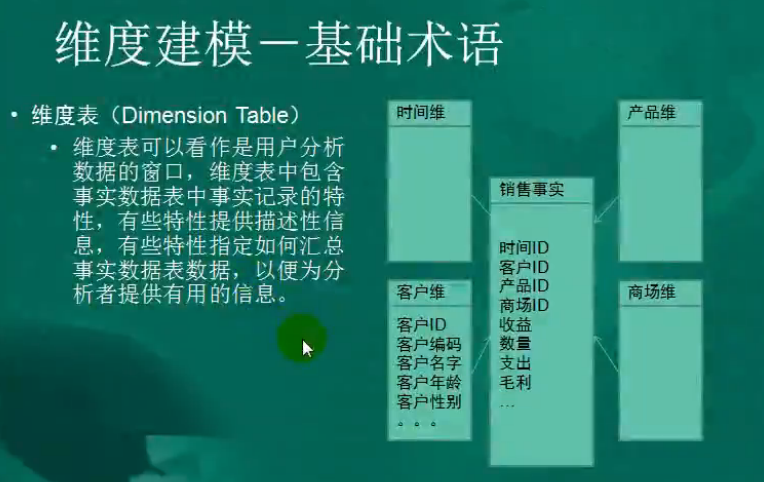 维度建模－基础术语
• 维度表（Dimension Table）
• 维度表可以看作是用户分析
数据的窗口，维度表中包含
事实数据表中事实记录的特
性，有些特性提供描述性信
息，有些特性指定如何汇总
事实数据表数据，以便为分
析者提供有用的信息。
时间维
产品维
销售事实
时间ID
客户ID
产品ID
商场ID
收益
数量
支出
毛利
…
客户维
客户ID
客户编码
客户名字
客户年龄
客户性别
。。。
商场维